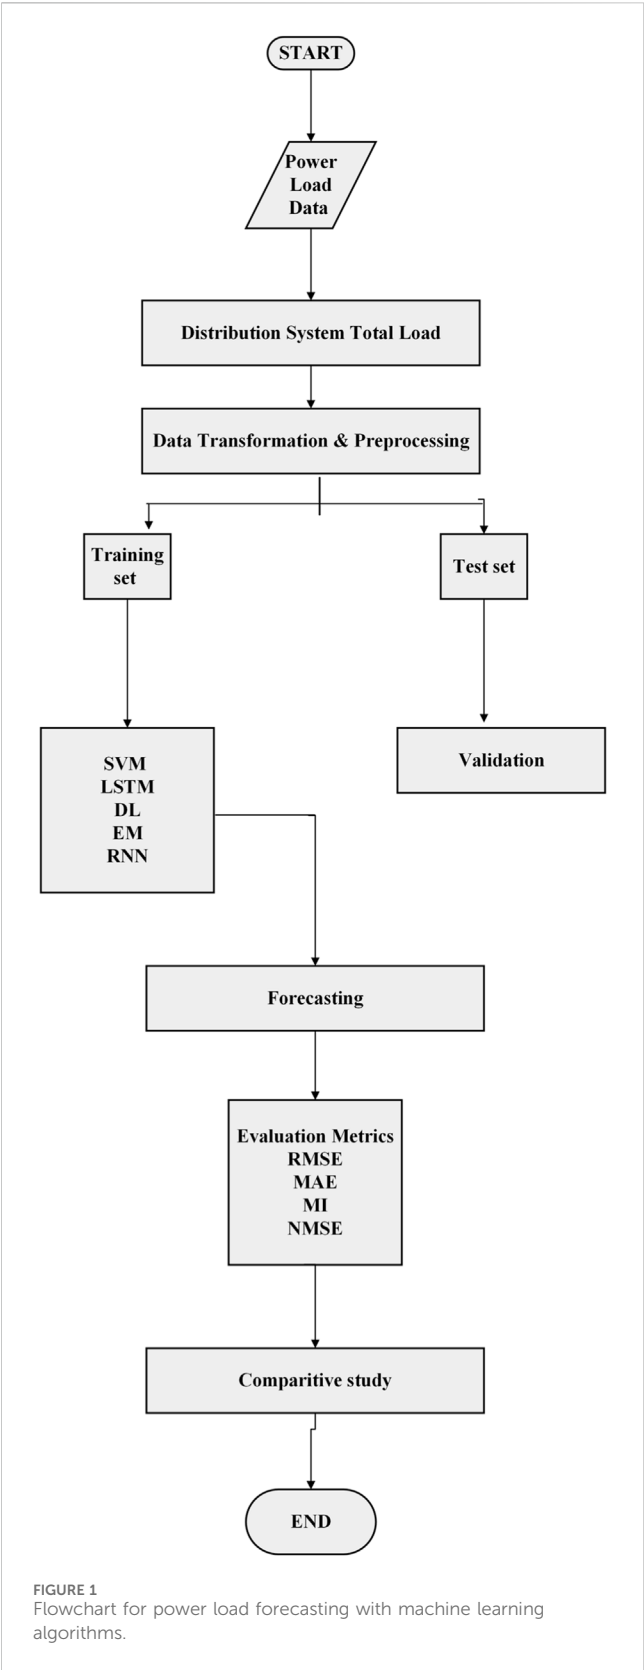 START
Power
Load
Data
Distribution System Total Load
Data Transformation & Preprocessing
Training
set
Test set
SVM
LSTM
DL
EM
RNN
Validation
Forecasting
Evaluation Metrics
RMSE
MAE
MI
NMSE
Comparitive study
END
FIGURE 1
Flowchart for power load forecasting with machine learning
algorithms.